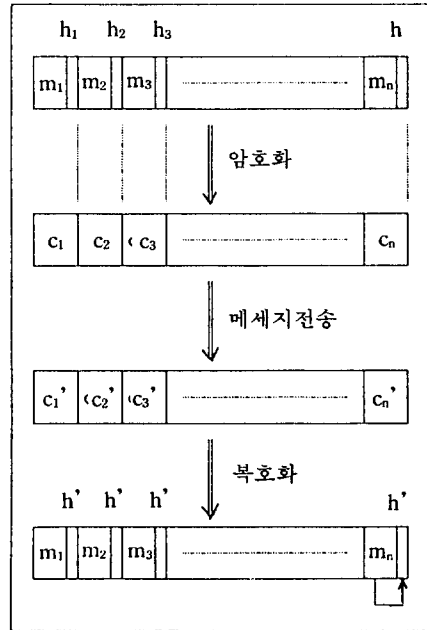 h₁ h₂ h₃ h
m₁ m₂ m₃ mₙ
암호화
c₁ c₂ c₃ cₙ
메세지전송
c₁' c₂' c₃' cₙ'
복호화
h' h' h' h'
m₁ m₂ m₃ mₙ